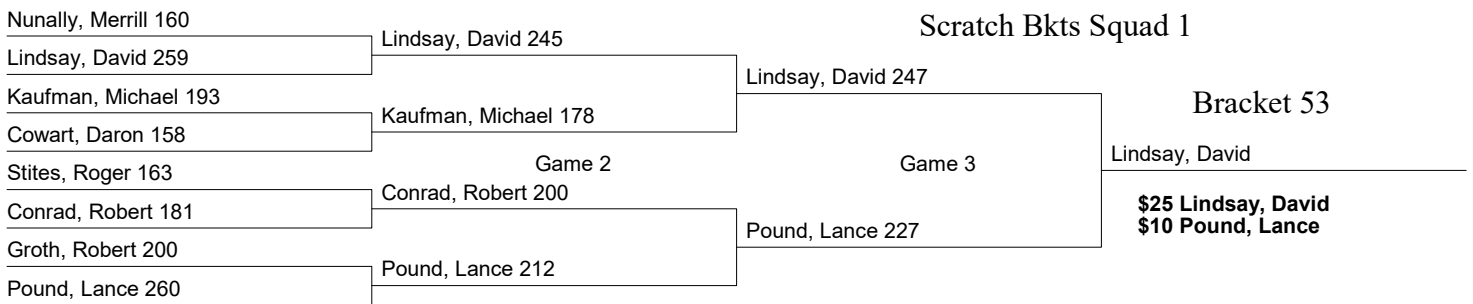 Scratch Bkts Squad 1
Bracket 53
Nunally, Merrill 160
Lindsay, David 259
Kaufman, Michael 193
Cowart, Daron 158
Stites, Roger 163
Conrad, Robert 181
Groth, Robert 200
Pound, Lance 260
Lindsay, David 245
Kaufman, Michael 178
Game 2
Conrad, Robert 200
Pound, Lance 212
Lindsay, David 247
Game 3
Pound, Lance 227
Lindsay, David
$25 Lindsay, David
$10 Pound, Lance